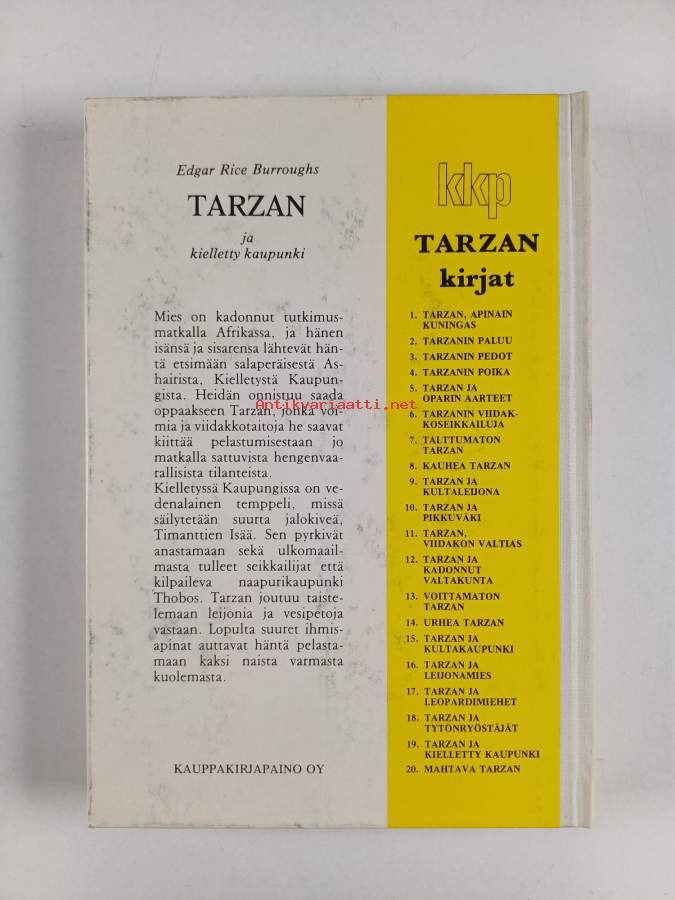 Edgar Rice Burroughs
TARZAN
ja
kielletty kaupunki
Mies on kadonnut tutkimus-
matkalla Afrikassa, ja hänen
isänsä ja sisarensa lähtevät hän-
tä etsimään salaperäisestä As-
hairista, Kielletystä Kaupun-
gista. Heidän onnistuu saada
oppaakseen Tarzan, jonka voi-
mia ja viidakkotaitoja he saavat
kiittää pelastumisestaan jo
matkalla sattuvista hengenvaa-
rallisista tilanteista.
Kielletyssä Kaupungissa on ve-
denalainen temppeli, missä
säilytetään suurta jalokiveä,
Timanttien Isää. Sen pyrkivät
anastamaan sekä ulkomaail-
masta tulleet seikkailijat että
kilpaileva naapurikaupunki
Thobos. Tarzan joutuu taiste-
lemaan leijonia ja vesipetoja
vastaan. Lopulta suuret ihmis-
apinat auttavat häntä pelasta-
maan kaksi naista varmasta
kuolemasta.
KAUPPAKIRJAPAINO OY
Antikvariaatti.net
kkp
TARZAN
kirjat
1. TARZAN, APINAIN
KUNINGAS
2. TARZANIN PALUU
3. TARZANIN PEDOT
4. TARZANIN POIKA
5. TARZAN JA
OPARIN AARTEET
6. TARZANIN VIIDAK-
KOSEIKKAILUJA
7. TALTTUMATON
TARZAN
8. KAUHEA TARZAN
9. TARZAN JA
KULTALEIJONA
10. TARZAN JA
PIKKUVÄKI
11. TARZAN,
VIIDAKON VALTIAS
12. TARZAN JA
KADONNUT
VALTAKUNTA
13. VOITTAMATON
TARZAN
14. URHEA TARZAN
15. TARZAN JA
KULTAKAUPUNKI
16. TARZAN JA
LEIJONAMIES
17. TARZAN JA
LEOPARDIMIEHET
18. TARZAN JA
TYTÖNRYÖSTÄJÄT
19. TARZAN JA
KIELLETTY KAUPUNKI
20. MAHTAVA TARZAN